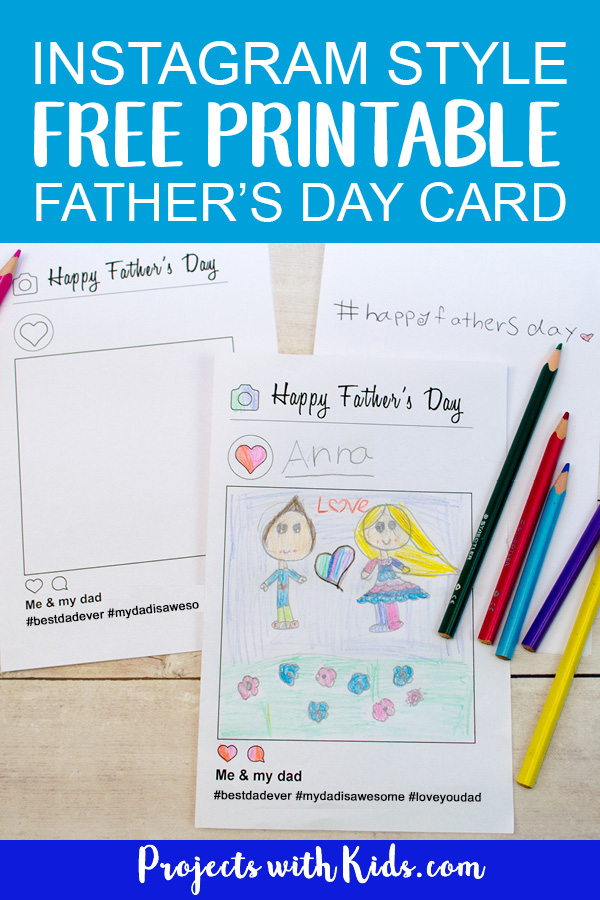 INSTAGRAM STYLE
FREE PRINTABLE
FATHER'S DAY CARD
Happy Father's Day
Me & my dad
#bestdadever #mydadisaweso
#happyfathersday
Happy Father's Day
Anna
LOVE
Me & my dad
#bestdadever #mydadisawesome #loveyoudad
STAEDTLER
Projects with Kids.com